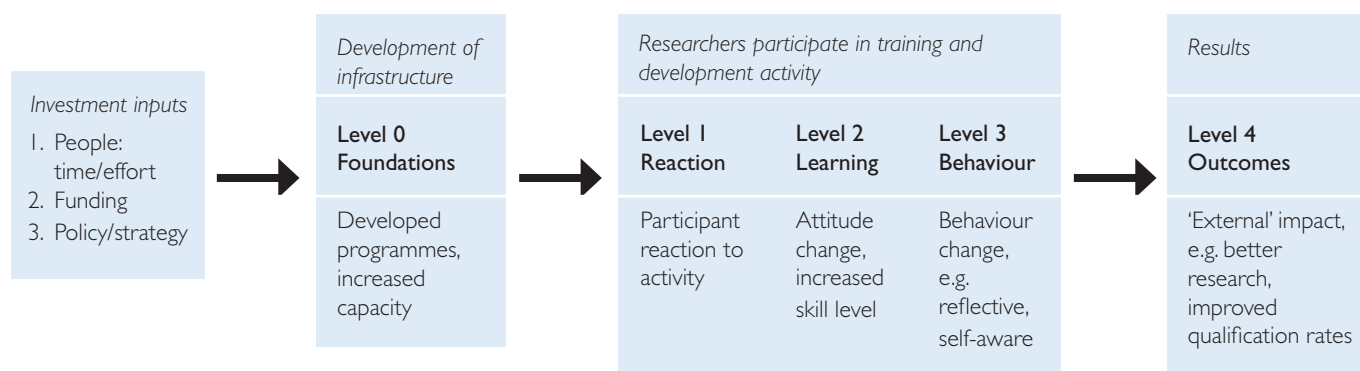 Investment inputs
1. People:
time/effort
2. Funding
3. Policy/strategy
Development of
infrastructure
Level 0
Foundations
Developed
programmes,
increased
capacity
Researchers participate in training and
development activity
Level 1
Reaction
Participant
reaction to
activity
Level 2
Learning
Attitude
change,
increased
skill level
Level 3
Behaviour
Behaviour
change,
e.g.
reflective,
self-aware
Results
Level 4
Outcomes
‘External’ impact,
e.g. better
research,
improved
qualification rates